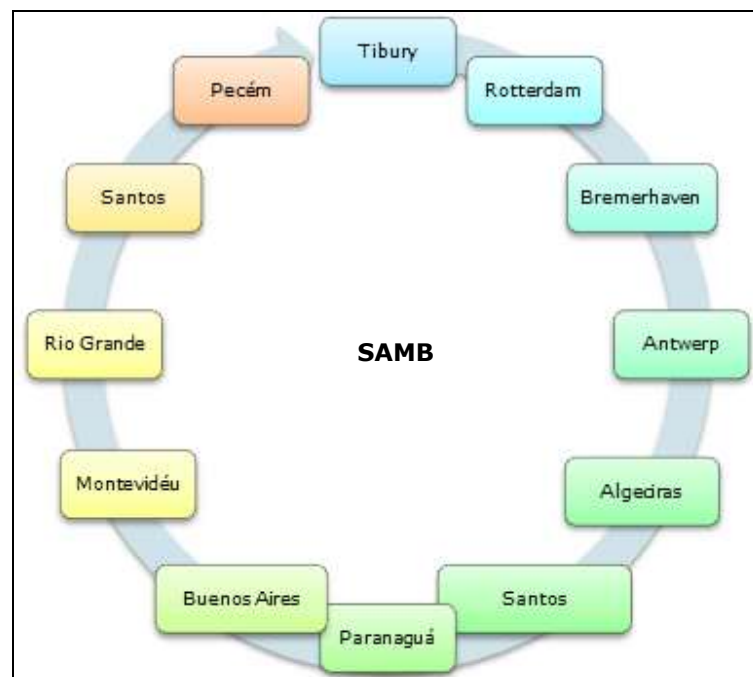 Tibury
Rotterdam
Bremerhaven
Antwerp
Algeciras
Santos
Paranaguá
Buenos Aires
Montevidéu
Rio Grande
Santos
Pecém
SAMB